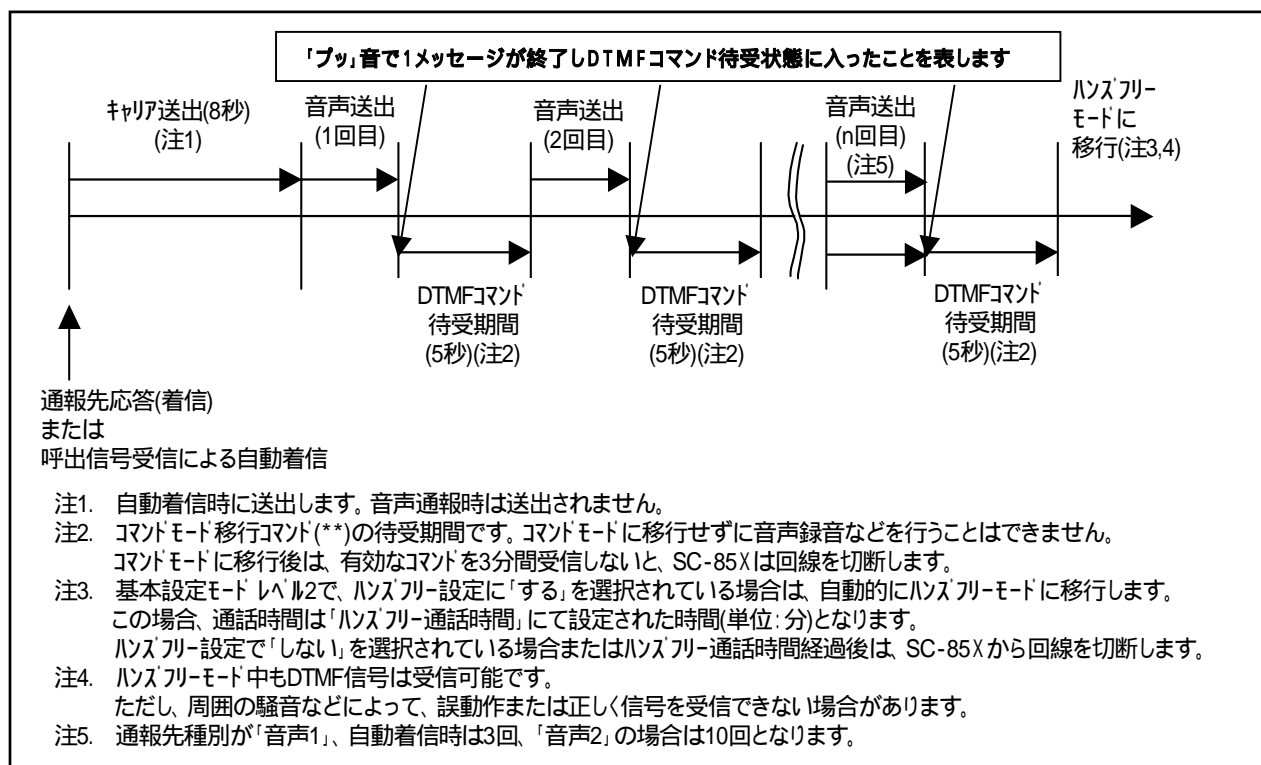 「プッ」音で1メッセージが終了しDTMFコマンド待受状態に入ったことを表します
キャリア送出(8秒)
(注1)
音声送出
(1回目)
音声送出
(2回目)
音声送出
(n回目)
(注5)
ハンズフリー
モードに
移行(注3,4)
DTMFコマンド
待受期間
(5秒)(注2)
DTMFコマンド
待受期間
(5秒)(注2)
DTMFコマンド
待受期間
(5秒)(注2)
通報先応答(着信)
または
呼出信号受信による自動着信
注1. 自動着信時に送出します。音声通報時は送出されません。
注2. コマンドモード移行コマンド(**)の待受期間です。コマンドモードに移行せずに音声録音などを行うことはできません。
コマンドモードに移行後は、有効なコマンドを3分間受信しないと、SC-85Xは回線を切断します。
注3. 基本設定モード レベル2で、ハンズフリー設定に「する」を選択されている場合は、自動的にハンズフリーモードに移行します。
この場合、通話時間は「ハンズフリー通話時間」にて設定された時間(単位:分)となります。
ハンズフリー設定で「しない」を選択されている場合またはハンズフリー通話時間経過後は、SC-85Xから回線を切断します。
注4. ハンズフリーモード中もDTMF信号は受信可能です。
ただし、周囲の騒音などによって、誤動作または正しく信号を受信できない場合があります。
注5. 通報先種別が「音声1」、自動着信時は3回、「音声2」の場合は10回となります。